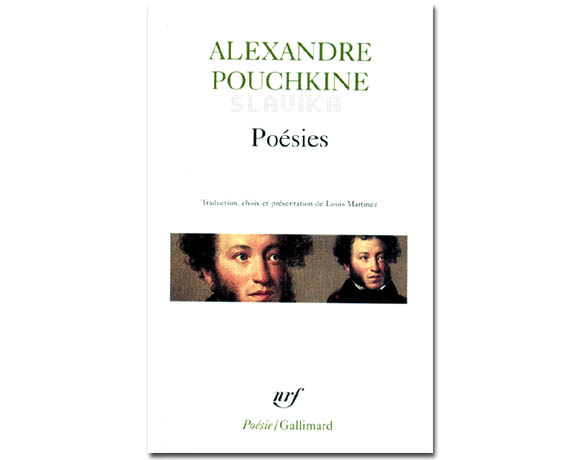 ALEXANDRE
POUCHKINE
SLAVIKA
Poésies
Traduction, choix et présentation de Louis Martinez
nrf
Poésie/Gallimard